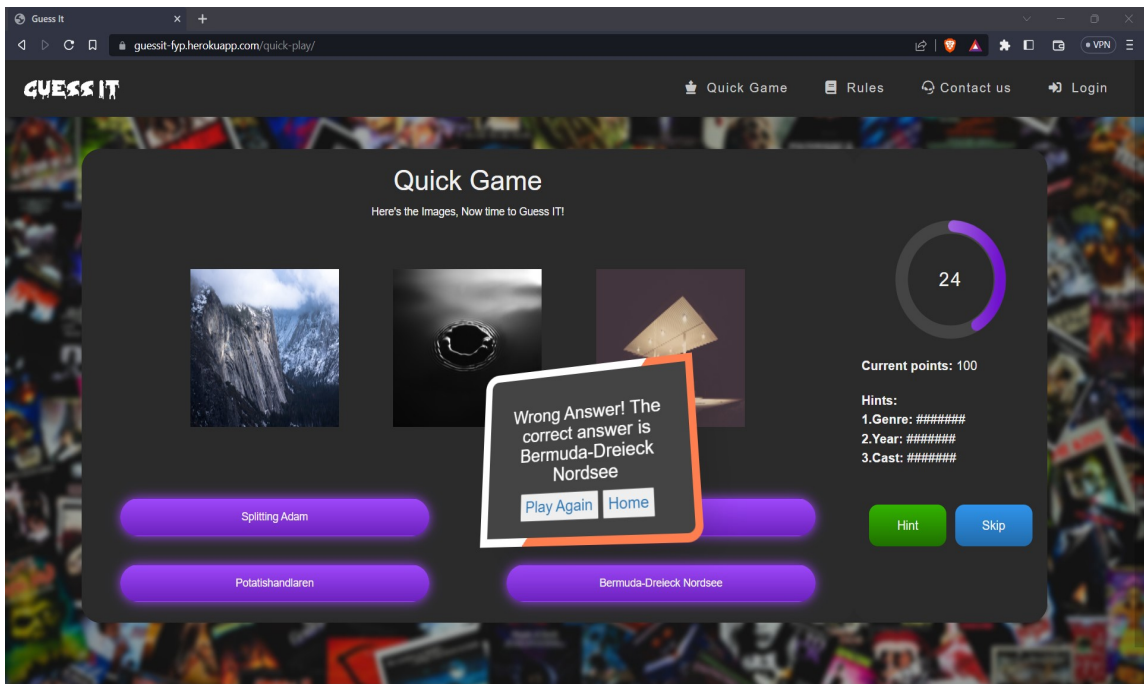 Guess It
guessit-fyp.herokuapp.com/quick-play/
VPN
GUESS IT
Quick Game
Rules
Contact us
Login
Quick Game
Here's the Images, Now time to Guess IT!
24
Current points: 100
Hints:
1.Genre: #######
2.Year: #######
3.Cast: #######
Wrong Answer! The
correct answer is
Bermuda-Dreieck
Nordsee
Play Again Home
Splitting Adam
Hint
Skip
Potatishandlaren
Bermuda-Dreieck Nordsee